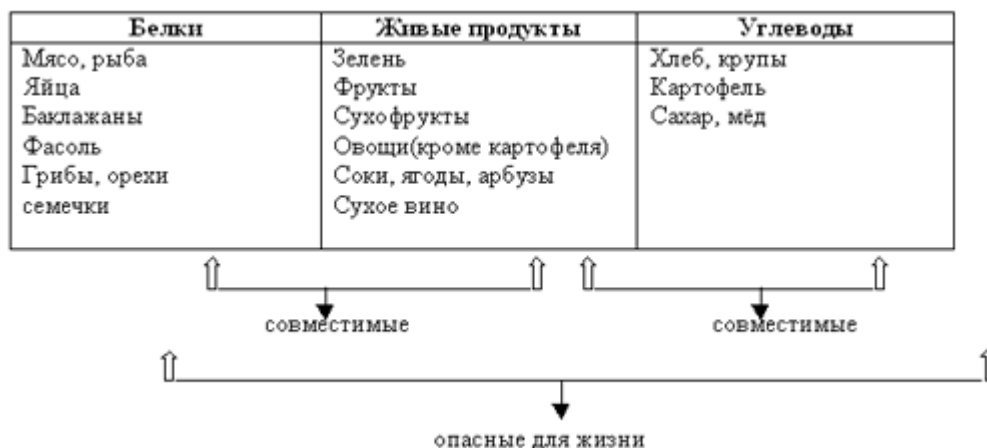 Белки
Живые продукты
Углеводы
Мясо, рыба
Яйца
Баклажаны
Фасоль
Грибы, орехи
семечки
Зелень
Фрукты
Сухофрукты
Овощи(кроме картофеля)
Соки, ягоды, арбузы
Сухое вино
Хлеб, крупы
Картофель
Сахар, мёд
совместимые
совместимые
опасные для жизни